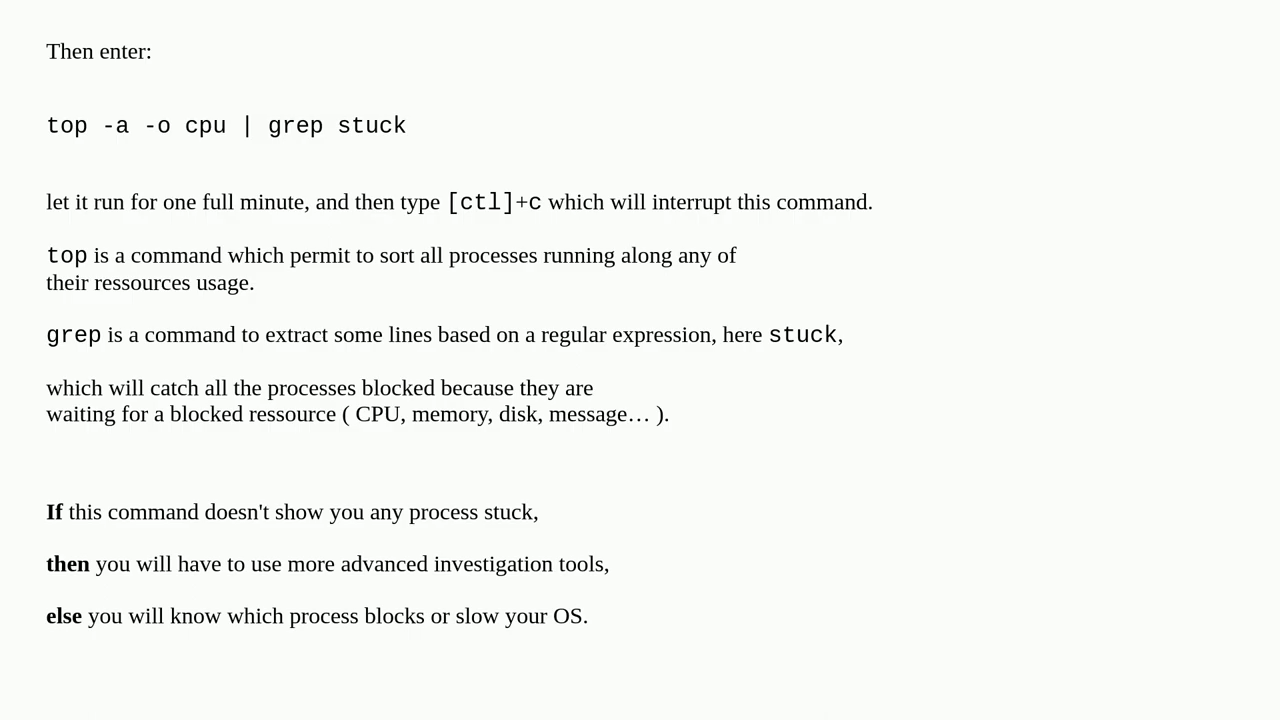 Then enter:
top -a -o cpu | grep stuck
let it run for one full minute, and then type [ctl]+c which will interrupt this command.
top is a command which permit to sort all processes running along any of
their ressources usage.
grep is a command to extract some lines based on a regular expression, here stuck,
which will catch all the processes blocked because they are
waiting for a blocked ressource ( CPU, memory, disk, message… ).
If this command doesn't show you any process stuck,
then you will have to use more advanced investigation tools,
else you will know which process blocks or slow your OS.